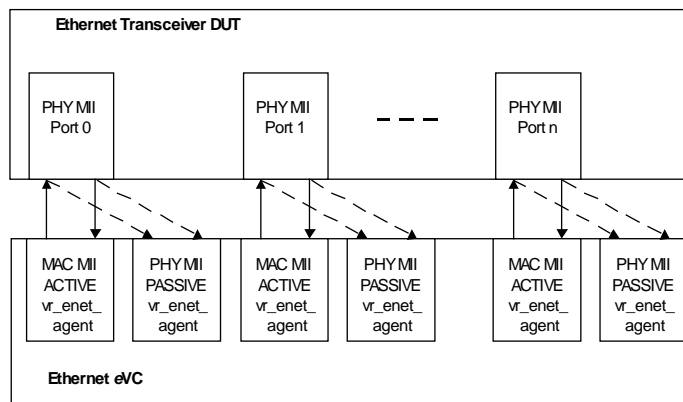 Ethernet Transceiver DUT
PHY MII
Port 0
PHY MII
Port 1
PHY MII
Port n
MAC MII
ACTIVE
vr_enet_
agent
PHY MII
PASSIVE
vr_enet_
agent
MAC MII
ACTIVE
vr_enet_
agent
PHY MII
PASSIVE
vr_enet_
agent
MAC MII
ACTIVE
vr_enet_
agent
PHY MII
PASSIVE
vr_enet_
agent
Ethernet eVC